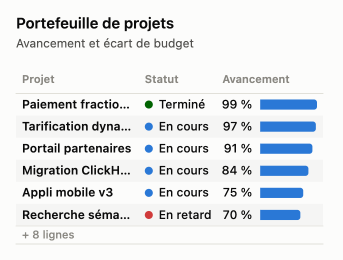 Portefeuille de projets
Avancement et écart de budget
Projet Statut Avancement
Paiement fractio... Terminé 99 %
Tarification dyna... En cours 97 %
Portail partenaires En cours 91 %
Migration ClickH... En cours 84 %
Appli mobile v3 En cours 75 %
Recherche séma... En retard 70 %
+ 8 lignes